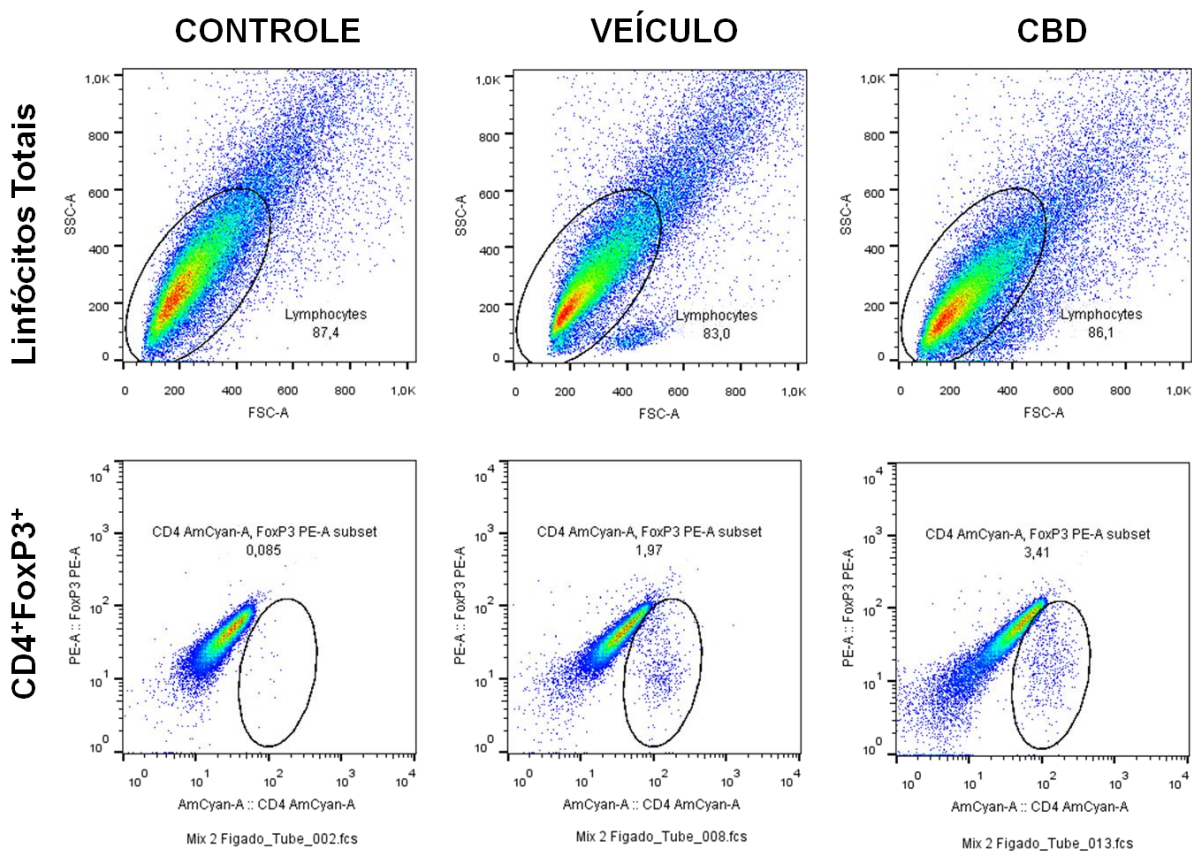 CONTROLE
VEÍCULO
CBD
Linfócitos Totais
1,0K
800
600
400
200
0
SSC-A
Lymphocytes
87,4
0 200 400 600 800 1,0K
FSC-A
1,0K
800
600
400
200
0
SSC-A
Lymphocytes
83,0
0 200 400 600 800 1,0K
FSC-A
1,0K
800
600
400
200
0
SSC-A
Lymphocytes
86,1
0 200 400 600 800 1,0K
FSC-A
CD4⁺FoxP3⁺
10⁴
10³
10²
10¹
10⁰
PE-A :: FoxP3 PE-A
CD4 AmCyan-A, FoxP3 PE-A subset
0,085
10⁰ 10¹ 10² 10³ 10⁴
AmCyan-A :: CD4 AmCyan-A
Mix 2 Figado_Tube_002.fcs
10⁴
10³
10²
10¹
10⁰
PE-A :: FoxP3 PE-A
CD4 AmCyan-A, FoxP3 PE-A subset
1,97
10⁰ 10¹ 10² 10³ 10⁴
AmCyan-A :: CD4 AmCyan-A
Mix 2 Figado_Tube_008.fcs
10⁴
10³
10²
10¹
10⁰
PE-A :: FoxP3 PE-A
CD4 AmCyan-A, FoxP3 PE-A subset
3,41
10⁰ 10¹ 10² 10³ 10⁴
AmCyan-A :: CD4 AmCyan-A
Mix 2 Figado_Tube_013.fcs